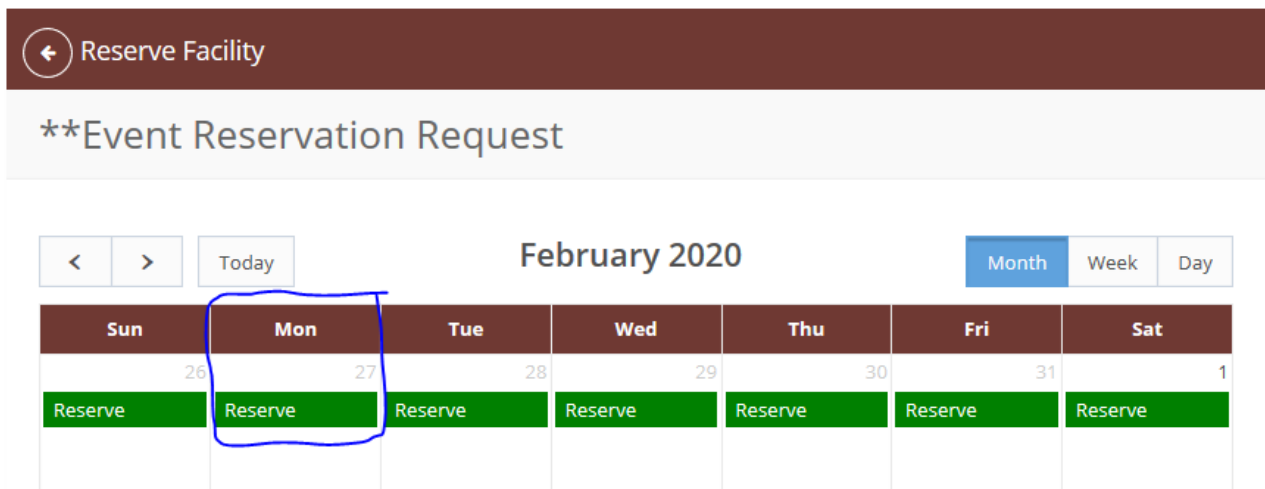 Reserve Facility
**Event Reservation Request
Today February 2020 Month Week Day
Sun Mon Tue Wed Thu Fri Sat
26 27 28 29 30 31 1
Reserve Reserve Reserve Reserve Reserve Reserve Reserve